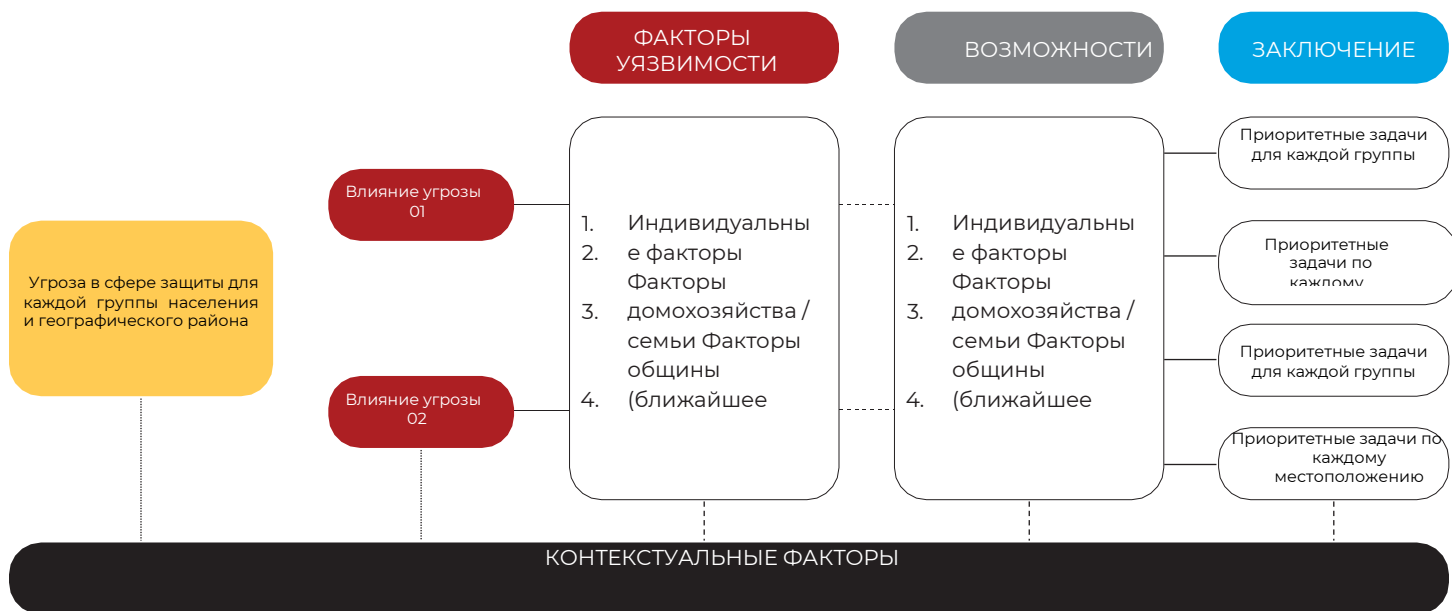 ФАКТОРЫ
УЯЗВИМОСТИ
ВОЗМОЖНОСТИ
ЗАКЛЮЧЕНИЕ
Угроза в сфере защиты для
каждой группы населения
и географического района
Влияние угрозы
01
Влияние угрозы
02
1. Индивидуальны
2. е факторы
Факторы
3. домохозяйства /
семьи Факторы
общины
4. (ближайшее
1. Индивидуальны
2. е факторы
Факторы
3. домохозяйства /
семьи Факторы
общины
4. (ближайшее
Приоритетные задачи
для каждой группы
Приоритетные
задачи по
каждому
Приоритетные задачи
для каждой группы
Приоритетные задачи по
каждому
местоположению
КОНТЕКСТУАЛЬНЫЕ ФАКТОРЫ